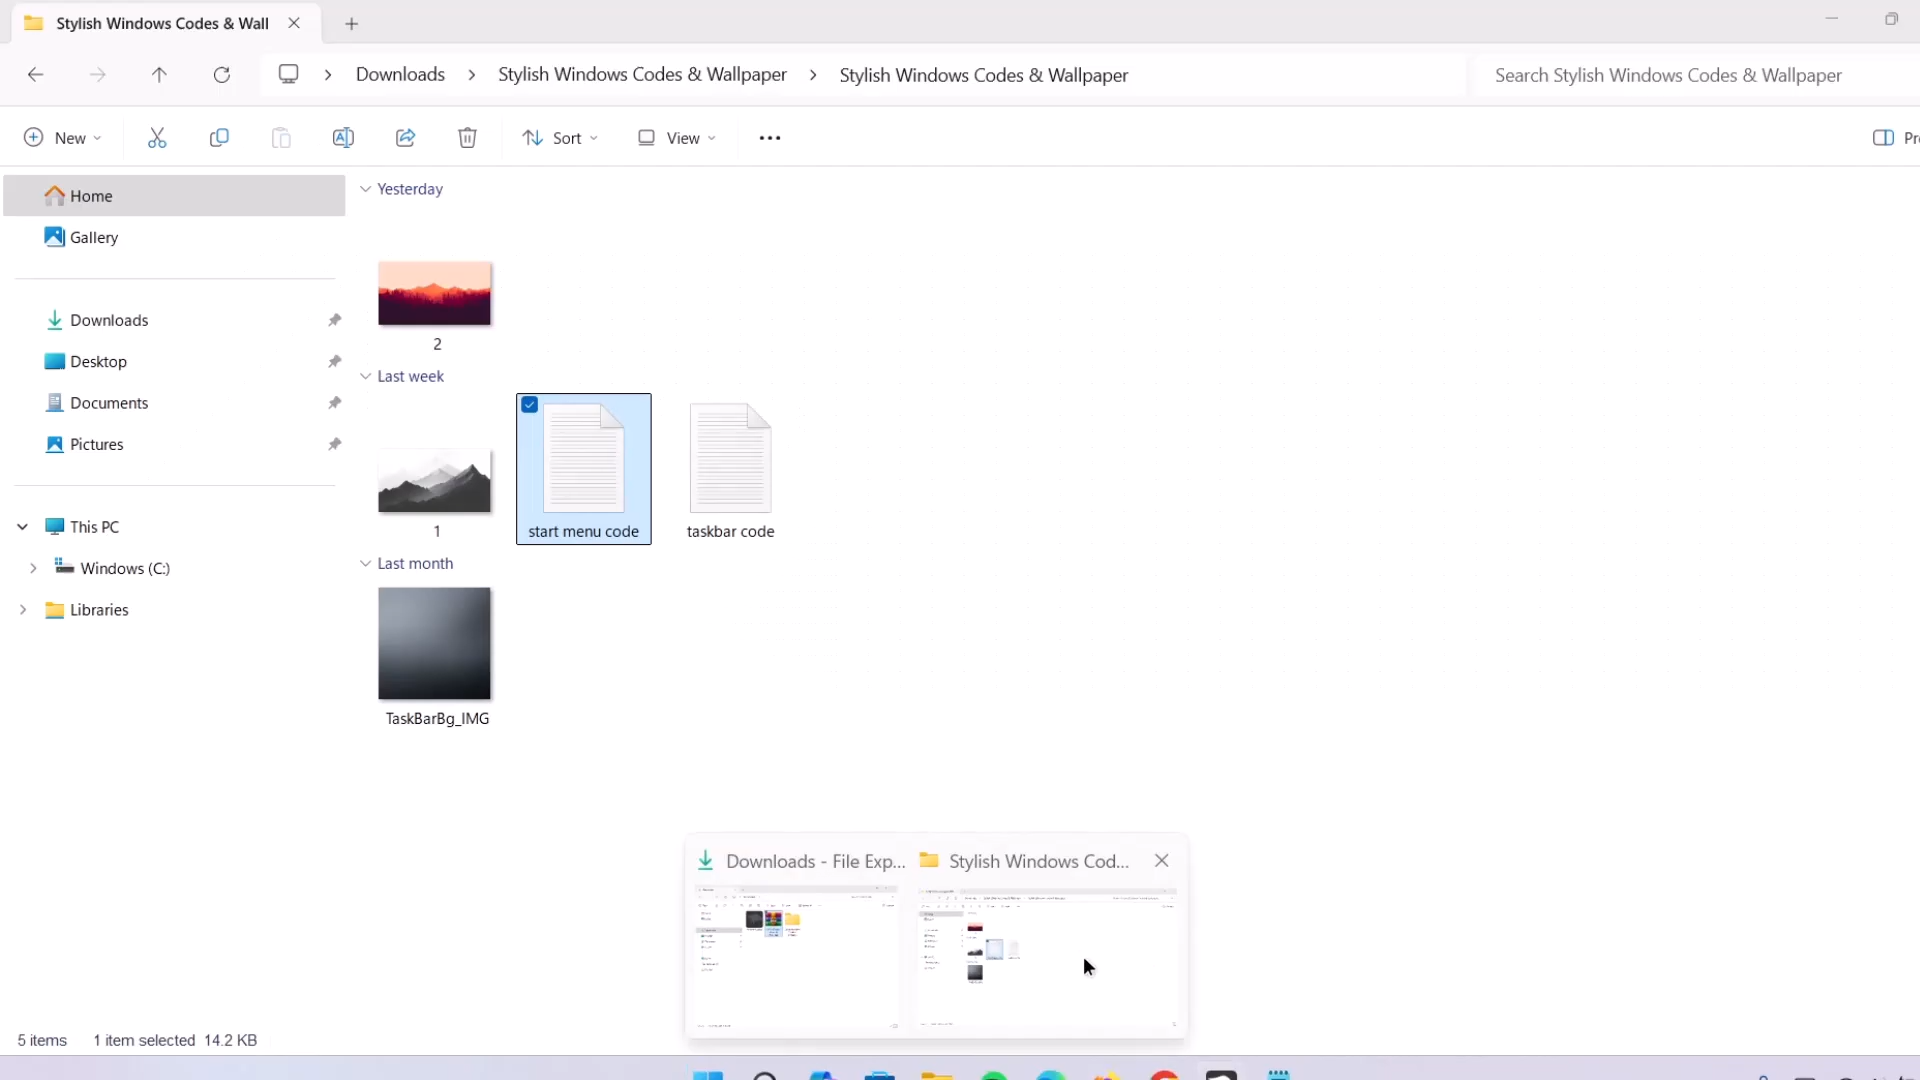 Stylish Windows Codes & Wall
Downloads > Stylish Windows Codes & Wallpaper > Stylish Windows Codes & Wallpaper
Search Stylish Windows Codes & Wallpaper
New
Sort
View
Home
Gallery
Downloads
Desktop
Documents
Pictures
This PC
Windows (C:)
Libraries
Yesterday
2
Last week
1
start menu code
taskbar code
Last month
TaskBarBg_IMG
Downloads - File Exp...
Stylish Windows Cod...
5 items
1 item selected 14.2 KB